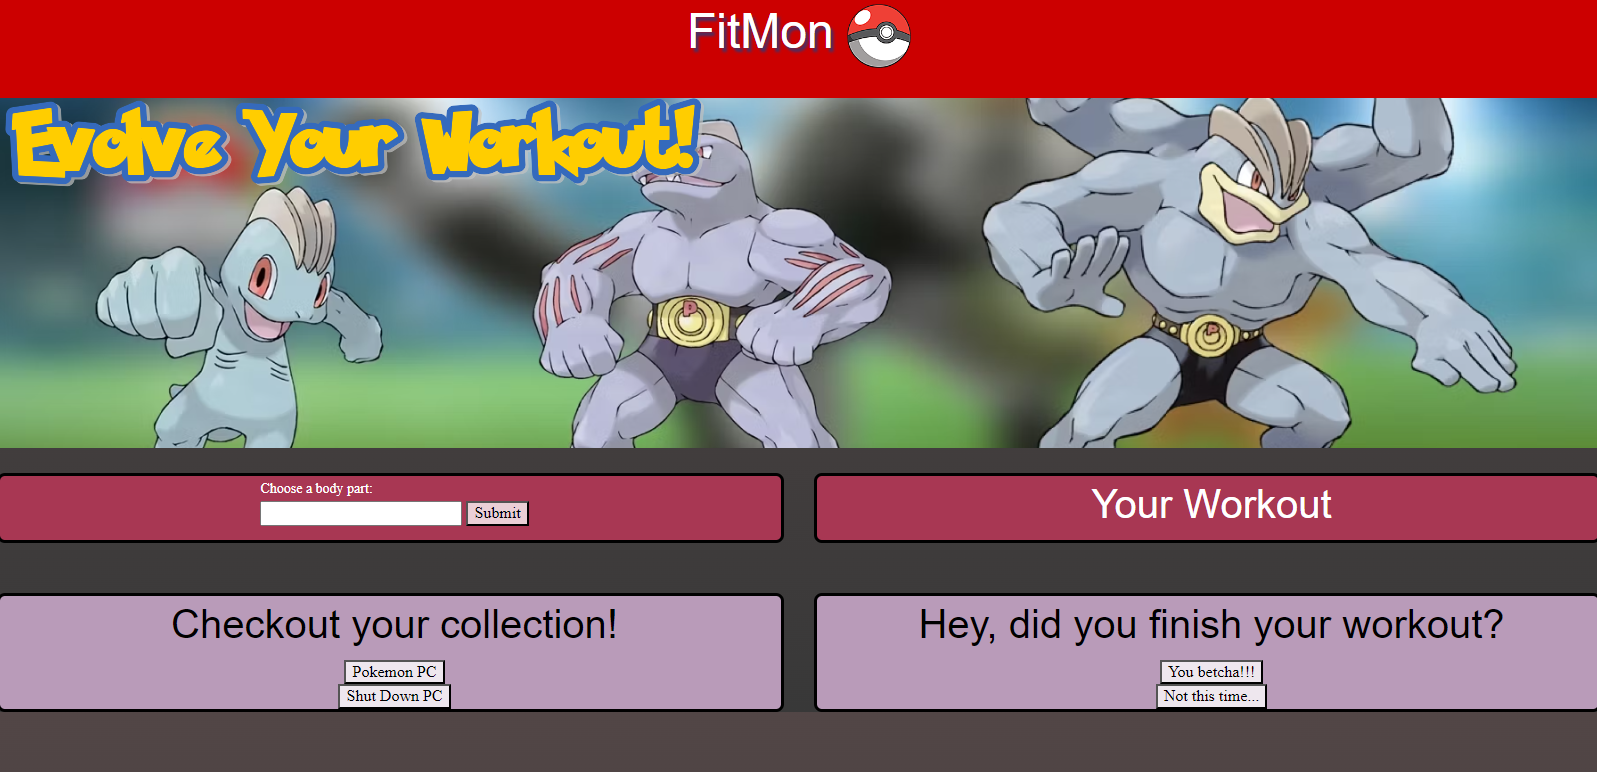 FitMon
Evolve Your Workout!
P
P
Choose a body part:
Submit
Your Workout
Checkout your collection!
Pokemon PC
Shut Down PC
Hey, did you finish your workout?
You betcha!!!
Not this time...